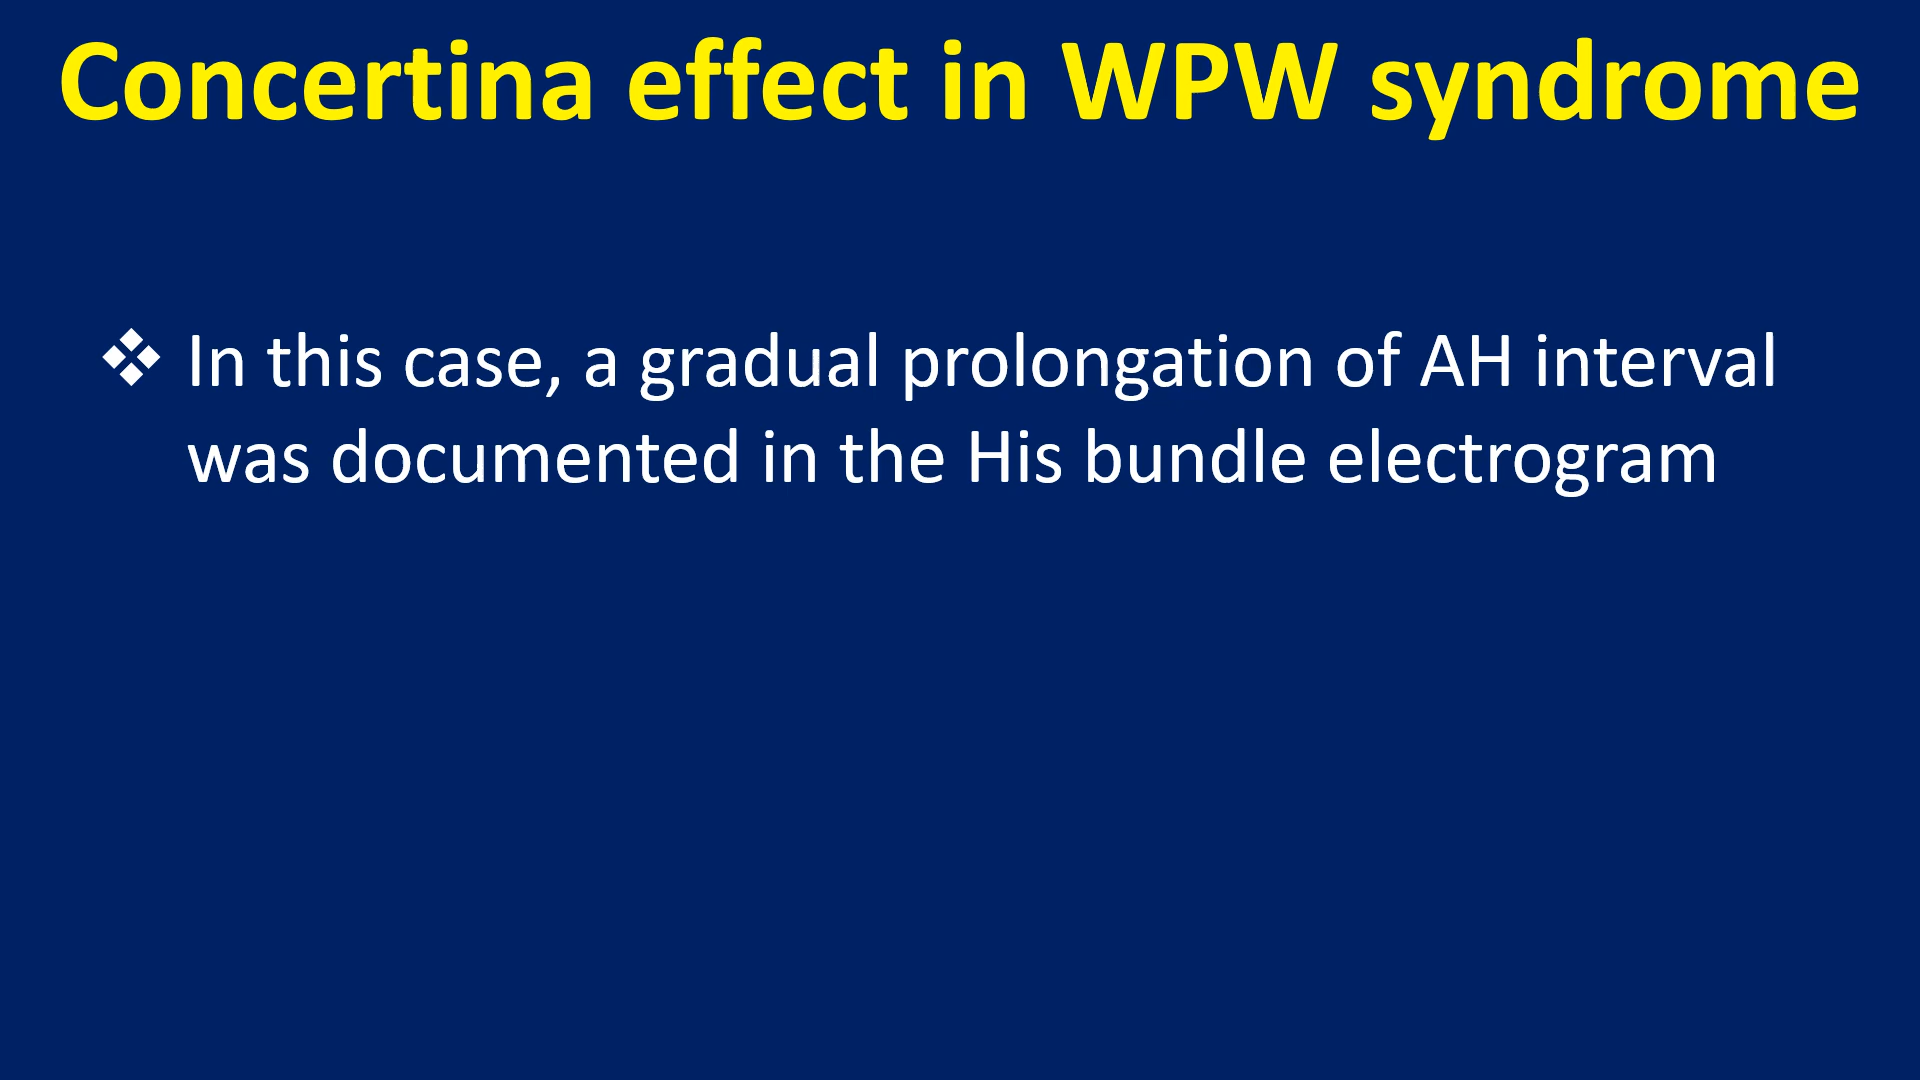 Concertina effect in WPW syndrome
❖ In this case, a gradual prolongation of AH interval
was documented in the His bundle electrogram